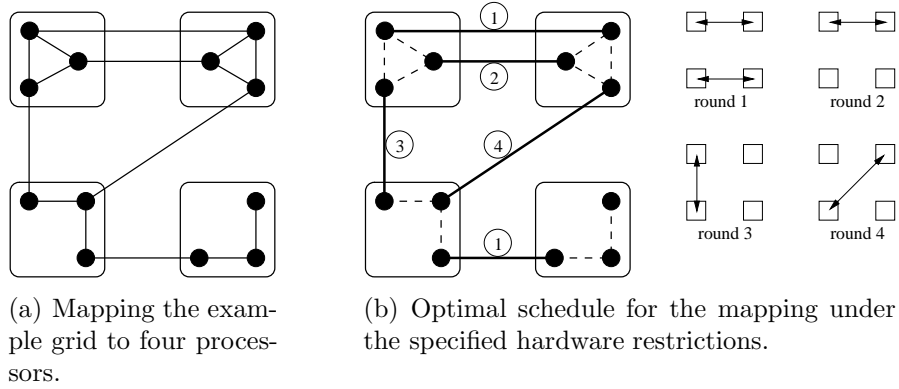 1
2
3
4
1
round 1
round 2
round 3
round 4
(a) Mapping the exam-
ple grid to four proces-
sors.
(b) Optimal schedule for the mapping under
the specified hardware restrictions.